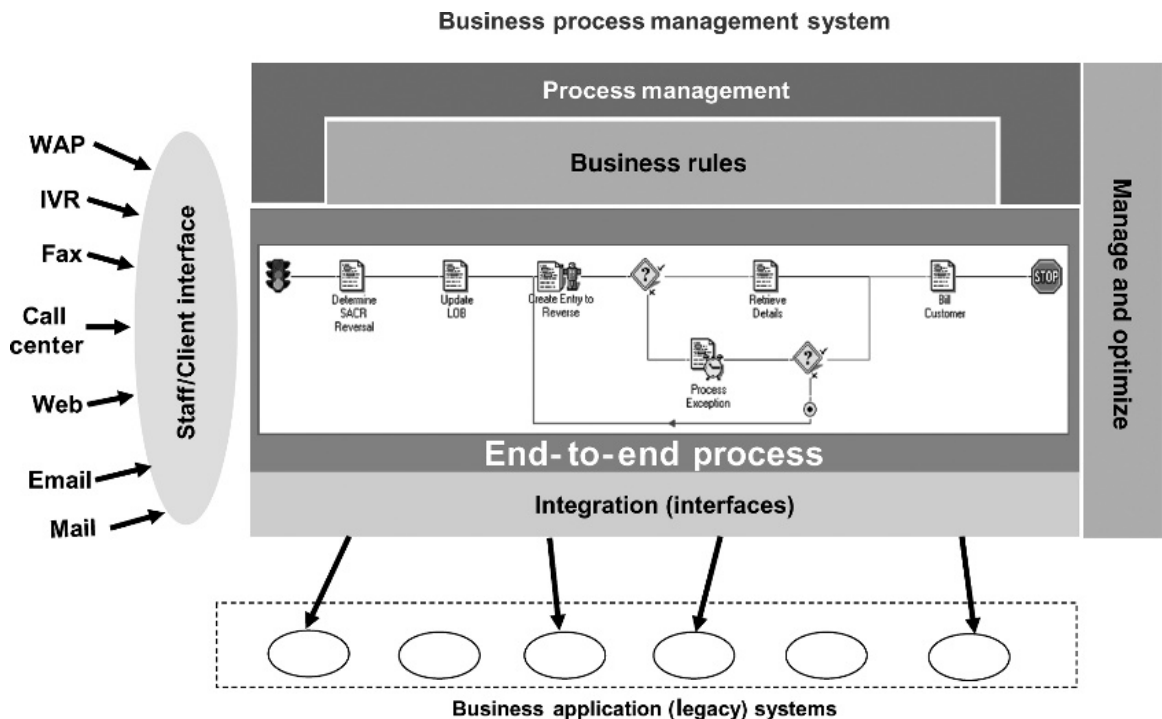 Business process management system
Process management
Business rules
WAP
IVR
Fax
Call
center
Web
Email
Mail
Staff/Client interface
Determine
SACR
Reversal
Update
LOB
Create Entry to
Reverse
?
Retrieve
Details
Bill
Customer
STOP
Process
Exception
?
End-to-end process
Integration (interfaces)
Manage and optimize
Business application (legacy) systems